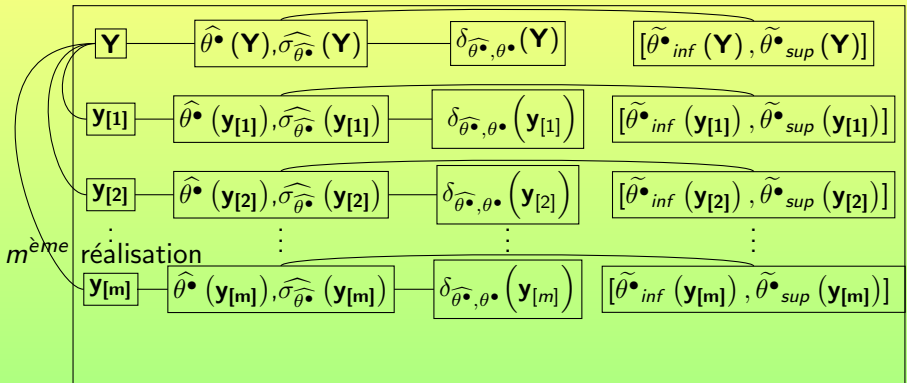 Y θ̂• (Y), σ̂_θ̂• (Y) δ_θ̂•,θ• (Y) [θ̃•_inf (Y) , θ̃•_sup (Y)]
y[1] θ̂• (y[1]), σ̂_θ̂• (y[1]) δ_θ̂•,θ• (y[1]) [θ̃•_inf (y[1]) , θ̃•_sup (y[1])]
y[2] θ̂• (y[2]), σ̂_θ̂• (y[2]) δ_θ̂•,θ• (y[2]) [θ̃•_inf (y[2]) , θ̃•_sup (y[2])]
⋮ ⋮ ⋮ ⋮
mème réalisation
y[m] θ̂• (y[m]), σ̂_θ̂• (y[m]) δ_θ̂•,θ• (y[m]) [θ̃•_inf (y[m]) , θ̃•_sup (y[m])]